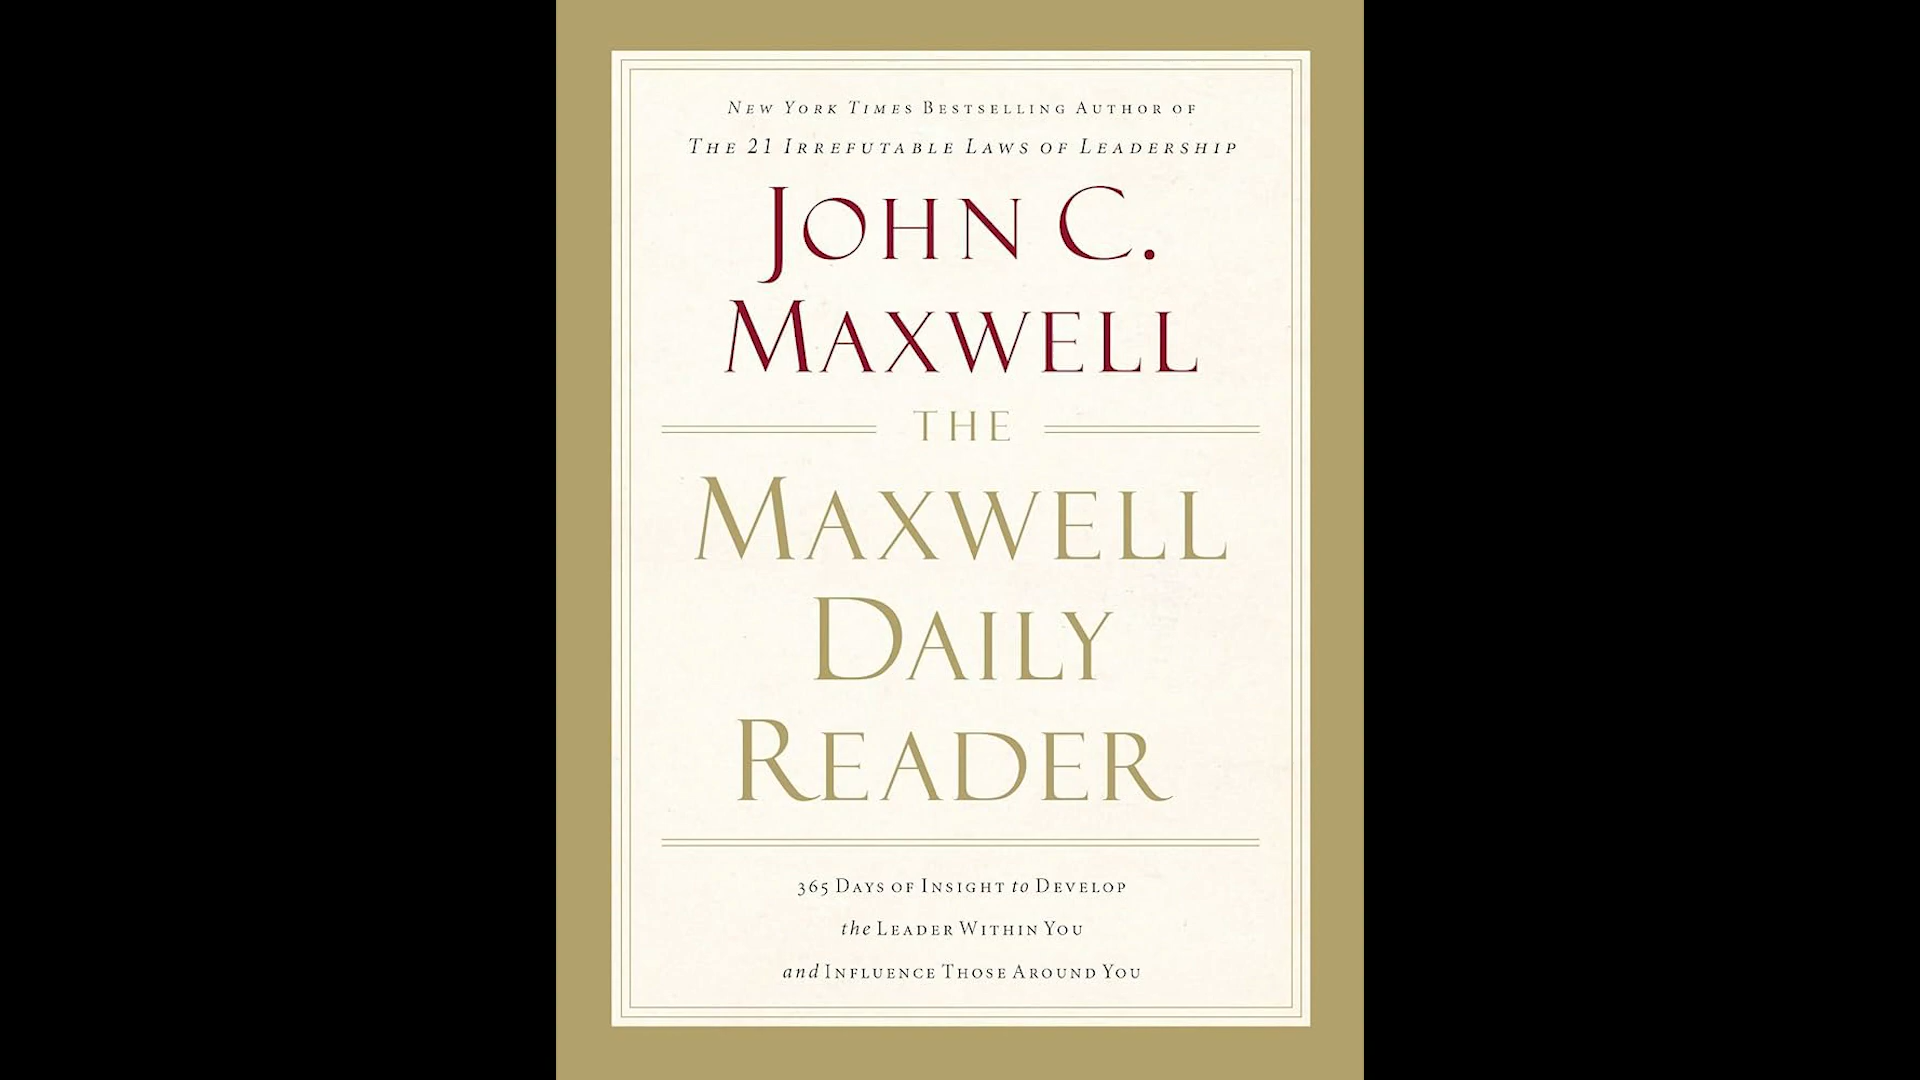 New York Times Bestselling Author of
The 21 Irrefutable Laws of Leadership
John C.
Maxwell
THE
Maxwell
Daily
Reader
365 Days of Insight to Develop
the Leader Within You
and Influence Those Around You